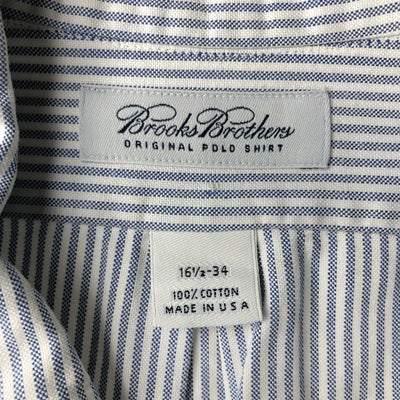 Brooks Brothers
ORIGINAL POLO SHIRT
16½-34
100% COTTON
MADE IN USA